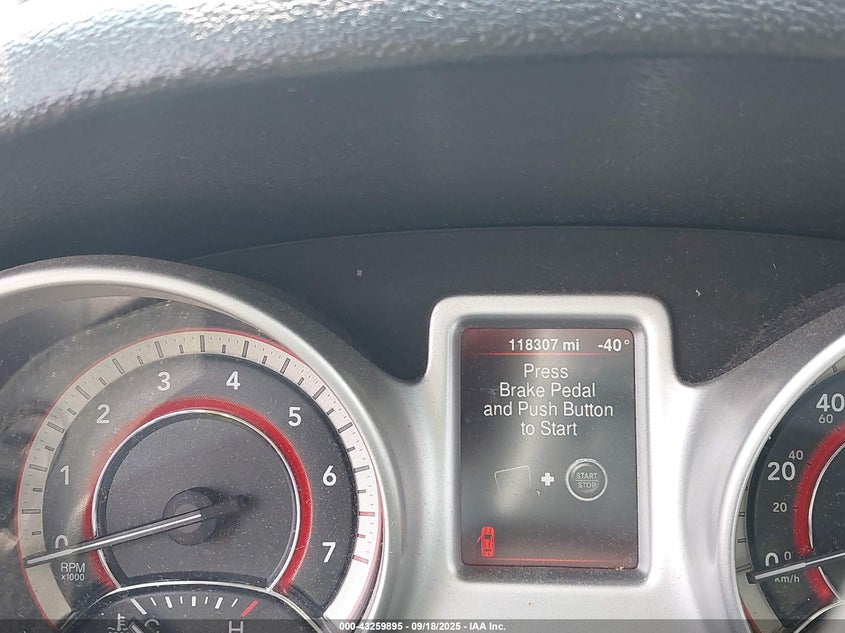 118307 mi -40°
Press
Brake Pedal
and Push Button
to Start
+ START
STOP
0
1
2
3
4
5
6
7
RPM
x1000
C H
40
60
20
40
20
0
0
km/h
000-43259895 - 09/18/2025 - IAA Inc.